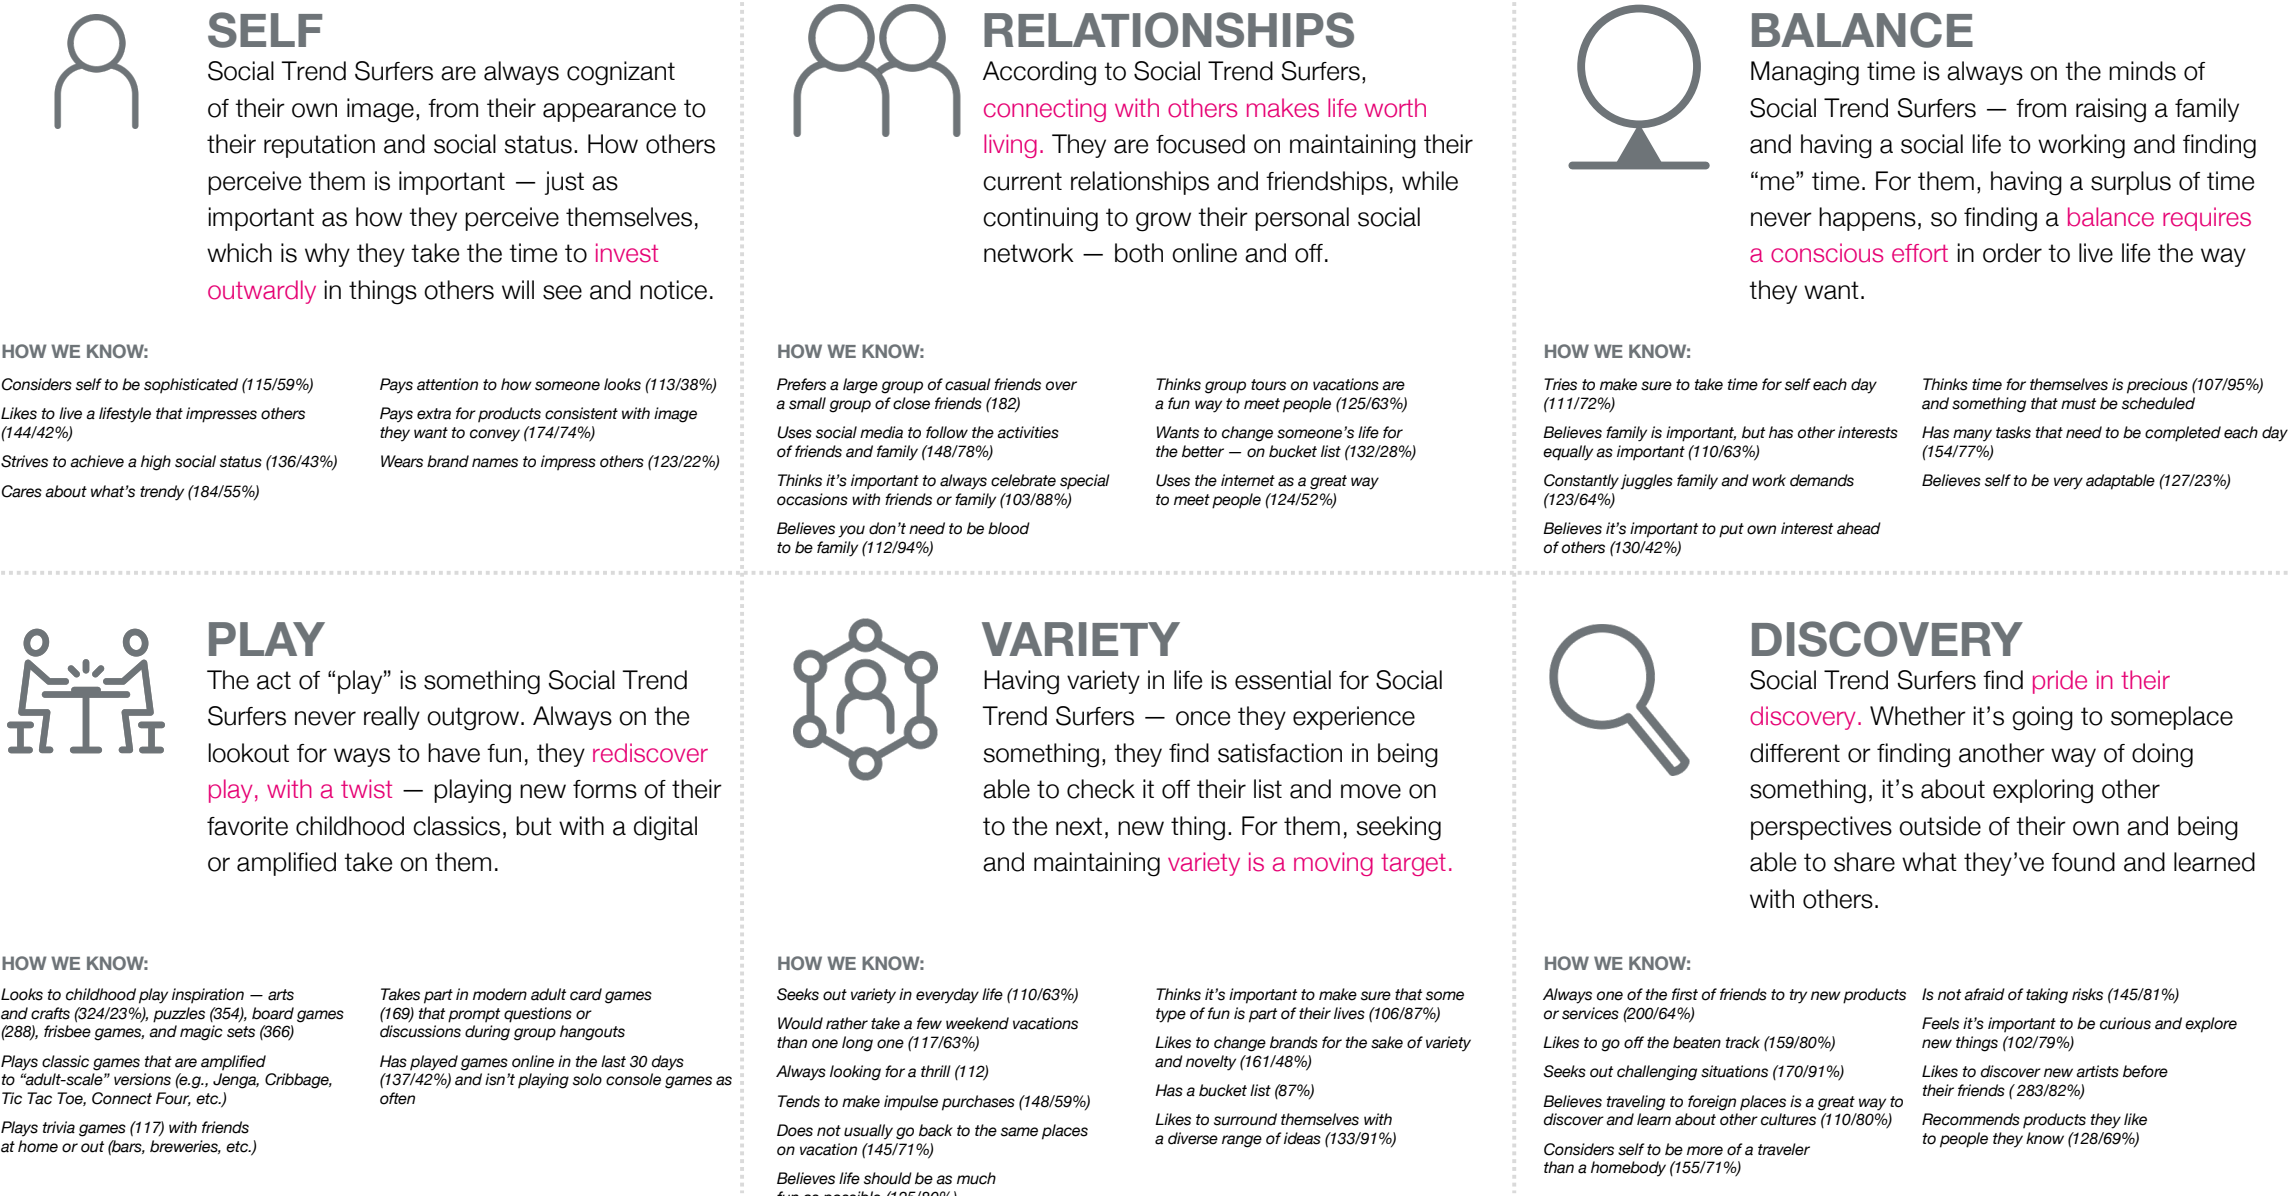 SELF
Social Trend Surfers are always cognizant
of their own image, from their appearance to
their reputation and social status. How others
perceive them is important — just as
important as how they perceive themselves,
which is why they take the time to invest
outwardly in things others will see and notice.
HOW WE KNOW:
Considers self to be sophisticated (115/59%)
Likes to live a lifestyle that impresses others
(144/42%)
Strives to achieve a high social status (136/43%)
Cares about what's trendy (184/55%)
Pays attention to how someone looks (113/38%)
Pays extra for products consistent with image
they want to convey (174/74%)
Wears brand names to impress others (123/22%)
RELATIONSHIPS
According to Social Trend Surfers,
connecting with others makes life worth
living. They are focused on maintaining their
current relationships and friendships, while
continuing to grow their personal social
network — both online and off.
HOW WE KNOW:
Prefers a large group of casual friends over
a small group of close friends (182)
Uses social media to follow the activities
of friends and family (148/78%)
Thinks it's important to always celebrate special
occasions with friends or family (103/88%)
Believes you don't need to be blood
to be family (112/94%)
Thinks group tours on vacations are
a fun way to meet people (125/63%)
Wants to change someone's life for
the better — on bucket list (132/28%)
Uses the internet as a great way
to meet people (124/52%)
BALANCE
Managing time is always on the minds of
Social Trend Surfers — from raising a family
and having a social life to working and finding
“me” time. For them, having a surplus of time
never happens, so finding a balance requires
a conscious effort in order to live life the way
they want.
HOW WE KNOW:
Tries to make sure to take time for self each day
(111/72%)
Believes family is important, but has other interests
equally as important (110/63%)
Constantly juggles family and work demands
(123/64%)
Believes it's important to put own interest ahead
of others (130/42%)
Thinks time for themselves is precious (107/95%)
and something that must be scheduled
Has many tasks that need to be completed each day
(154/77%)
Believes self to be very adaptable (127/23%)
PLAY
The act of “play” is something Social Trend
Surfers never really outgrow. Always on the
lookout for ways to have fun, they rediscover
play, with a twist — playing new forms of their
favorite childhood classics, but with a digital
or amplified take on them.
HOW WE KNOW:
Looks to childhood play inspiration — arts
and crafts (324/23%), puzzles (354), board games
(288), frisbee games, and magic sets (366)
Plays classic games that are amplified
to “adult-scale” versions (e.g., Jenga, Cribbage,
Tic Tac Toe, Connect Four, etc.)
Plays trivia games (117) with friends
at home or out (bars, breweries, etc.)
Takes part in modern adult card games
(169) that prompt questions or
discussions during group hangouts
Has played games online in the last 30 days
(137/42%) and isn't playing solo console games as
often
VARIETY
Having variety in life is essential for Social
Trend Surfers — once they experience
something, they find satisfaction in being
able to check it off their list and move on
to the next, new thing. For them, seeking
and maintaining variety is a moving target.
HOW WE KNOW:
Seeks out variety in everyday life (110/63%)
Would rather take a few weekend vacations
than one long one (117/63%)
Always looking for a thrill (112)
Tends to make impulse purchases (148/59%)
Does not usually go back to the same places
on vacation (145/71%)
Believes life should be as much
Thinks it's important to make sure that some
type of fun is part of their lives (106/87%)
Likes to change brands for the sake of variety
and novelty (161/48%)
Has a bucket list (87%)
Likes to surround themselves with
a diverse range of ideas (133/91%)
DISCOVERY
Social Trend Surfers find pride in their
discovery. Whether it's going to someplace
different or finding another way of doing
something, it's about exploring other
perspectives outside of their own and being
able to share what they've found and learned
with others.
HOW WE KNOW:
Always one of the first of friends to try new products
or services (200/64%)
Likes to go off the beaten track (159/80%)
Seeks out challenging situations (170/91%)
Believes traveling to foreign places is a great way to
discover and learn about other cultures (110/80%)
Considers self to be more of a traveler
than a homebody (155/71%)
Is not afraid of taking risks (145/81%)
Feels it's important to be curious and explore
new things (102/79%)
Likes to discover new artists before
their friends ( 283/82%)
Recommends products they like
to people they know (128/69%)